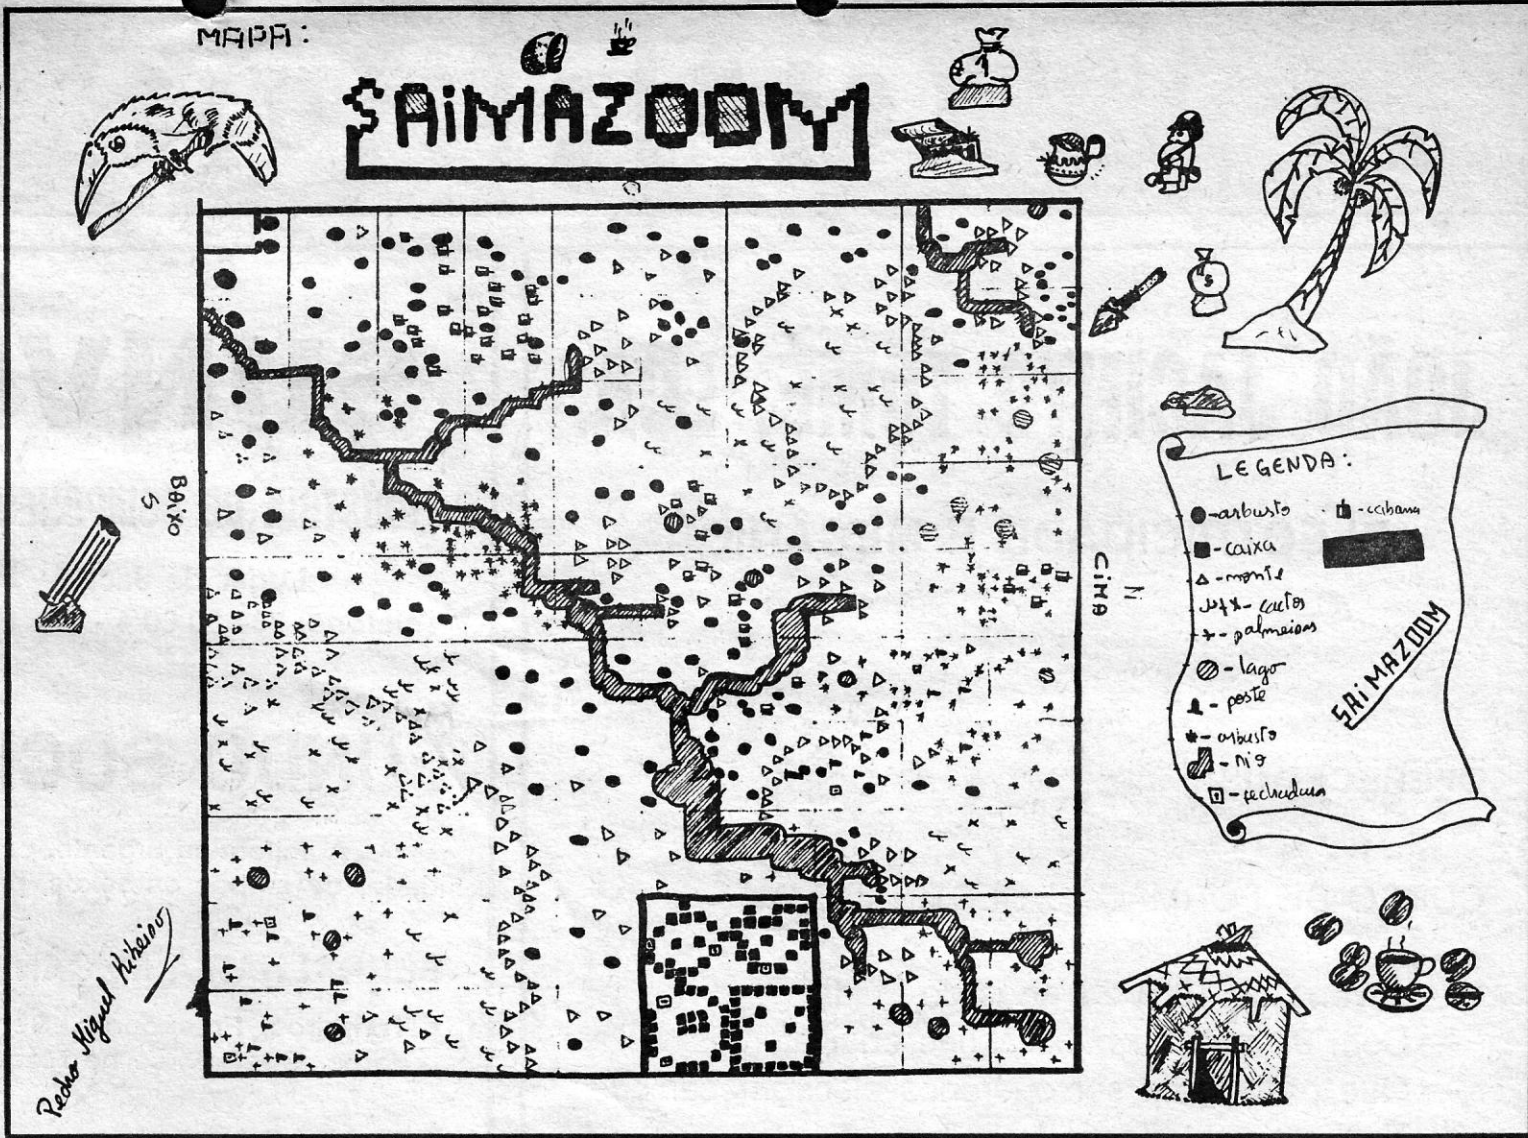 MAPA:
SAiMAZOOM
1
$
C
BAiXO
S
N
CiMA
LEGENDA:
- arbusto
- cabana
- caixa
- monte
- cactos
- palmeiras
- lago
- poste
- arbusto
- rio
- fechadura
SAiMAZOOM
Pedro Miguel Ribeiro